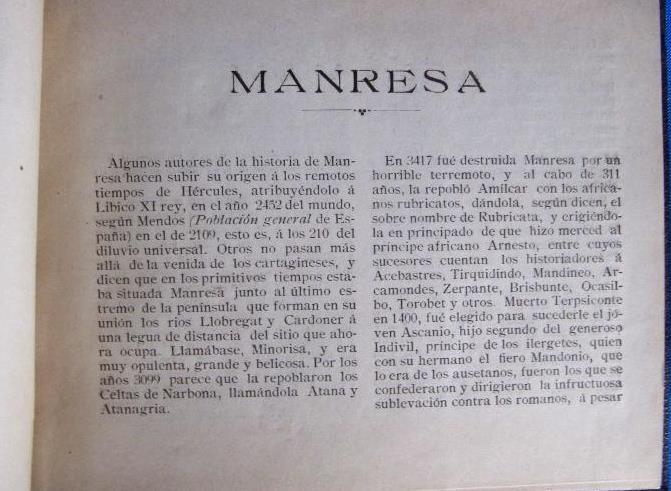 MANRESA
Algunos autores de la historia de Man-
resa hacen subir su origen á los remotos
tiempos de Hércules, atribuyéndolo á
Líbico XI rey, en el año 2452 del mundo,
según Mendos (Población general de Es-
paña) en el de 2109, esto es, á los 210 del
diluvio universal. Otros no pasan más
allá de la venida de los cartagineses, y
dicen que en los primitivos tiempos esta-
ba situada Manresa junto al último es-
tremo de la península que forman en su
unión los ríos Llobregat y Cardoner á
una legua de distancia del sitio que aho-
ra ocupa. Llamábase, Minorisa, y era
muy opulenta, grande y belicosa. Por los
años 3099 parece que la repoblaron los
Celtas de Narbona, llamándola Atana y
Atanagria.
En 3417 fué destruida Manresa por un
horrible terremoto, y al cabo de 311
años, la repobló Amílcar con los africa-
nos rubricatos, dándola, según dicen, el
sobre nombre de Rubricata, y erigiéndo-
la en principado de que hizo merced al
príncipe africano Arnesto, entre cuyos
sucesores cuentan los historiadores á
Acebastres, Tirquidindo, Mandineo, Ar-
camondes, Zerpante, Brisbunte, Ocasil-
bo, Torobet y otros. Muerto Terpsiconte
en 1400, fué elegido para sucederle el jó-
ven Ascanio, hijo segundo del generoso
Indivil, príncipe de los ilergetes, quien
con su hermano el fiero Mandonio, que
lo era de los ausetanos, fueron los que se
confederaron y dirigieron la infructuosa
sublevación contra los romanos, á pesar